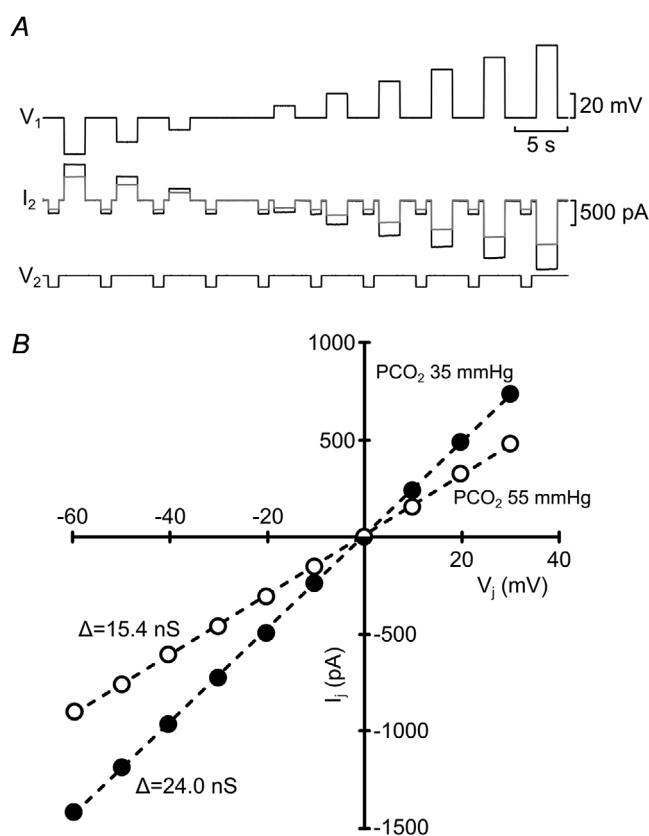 A
V1
20 mV
5 s
I2
500 pA
V2
B
1000
PCO2 35 mmHg
500
-60 -40 -20
PCO2 55 mmHg
20 40
Vj (mV)
Δ=15.4 nS
-500
Ij (pA)
-1000
Δ=24.0 nS
-1500